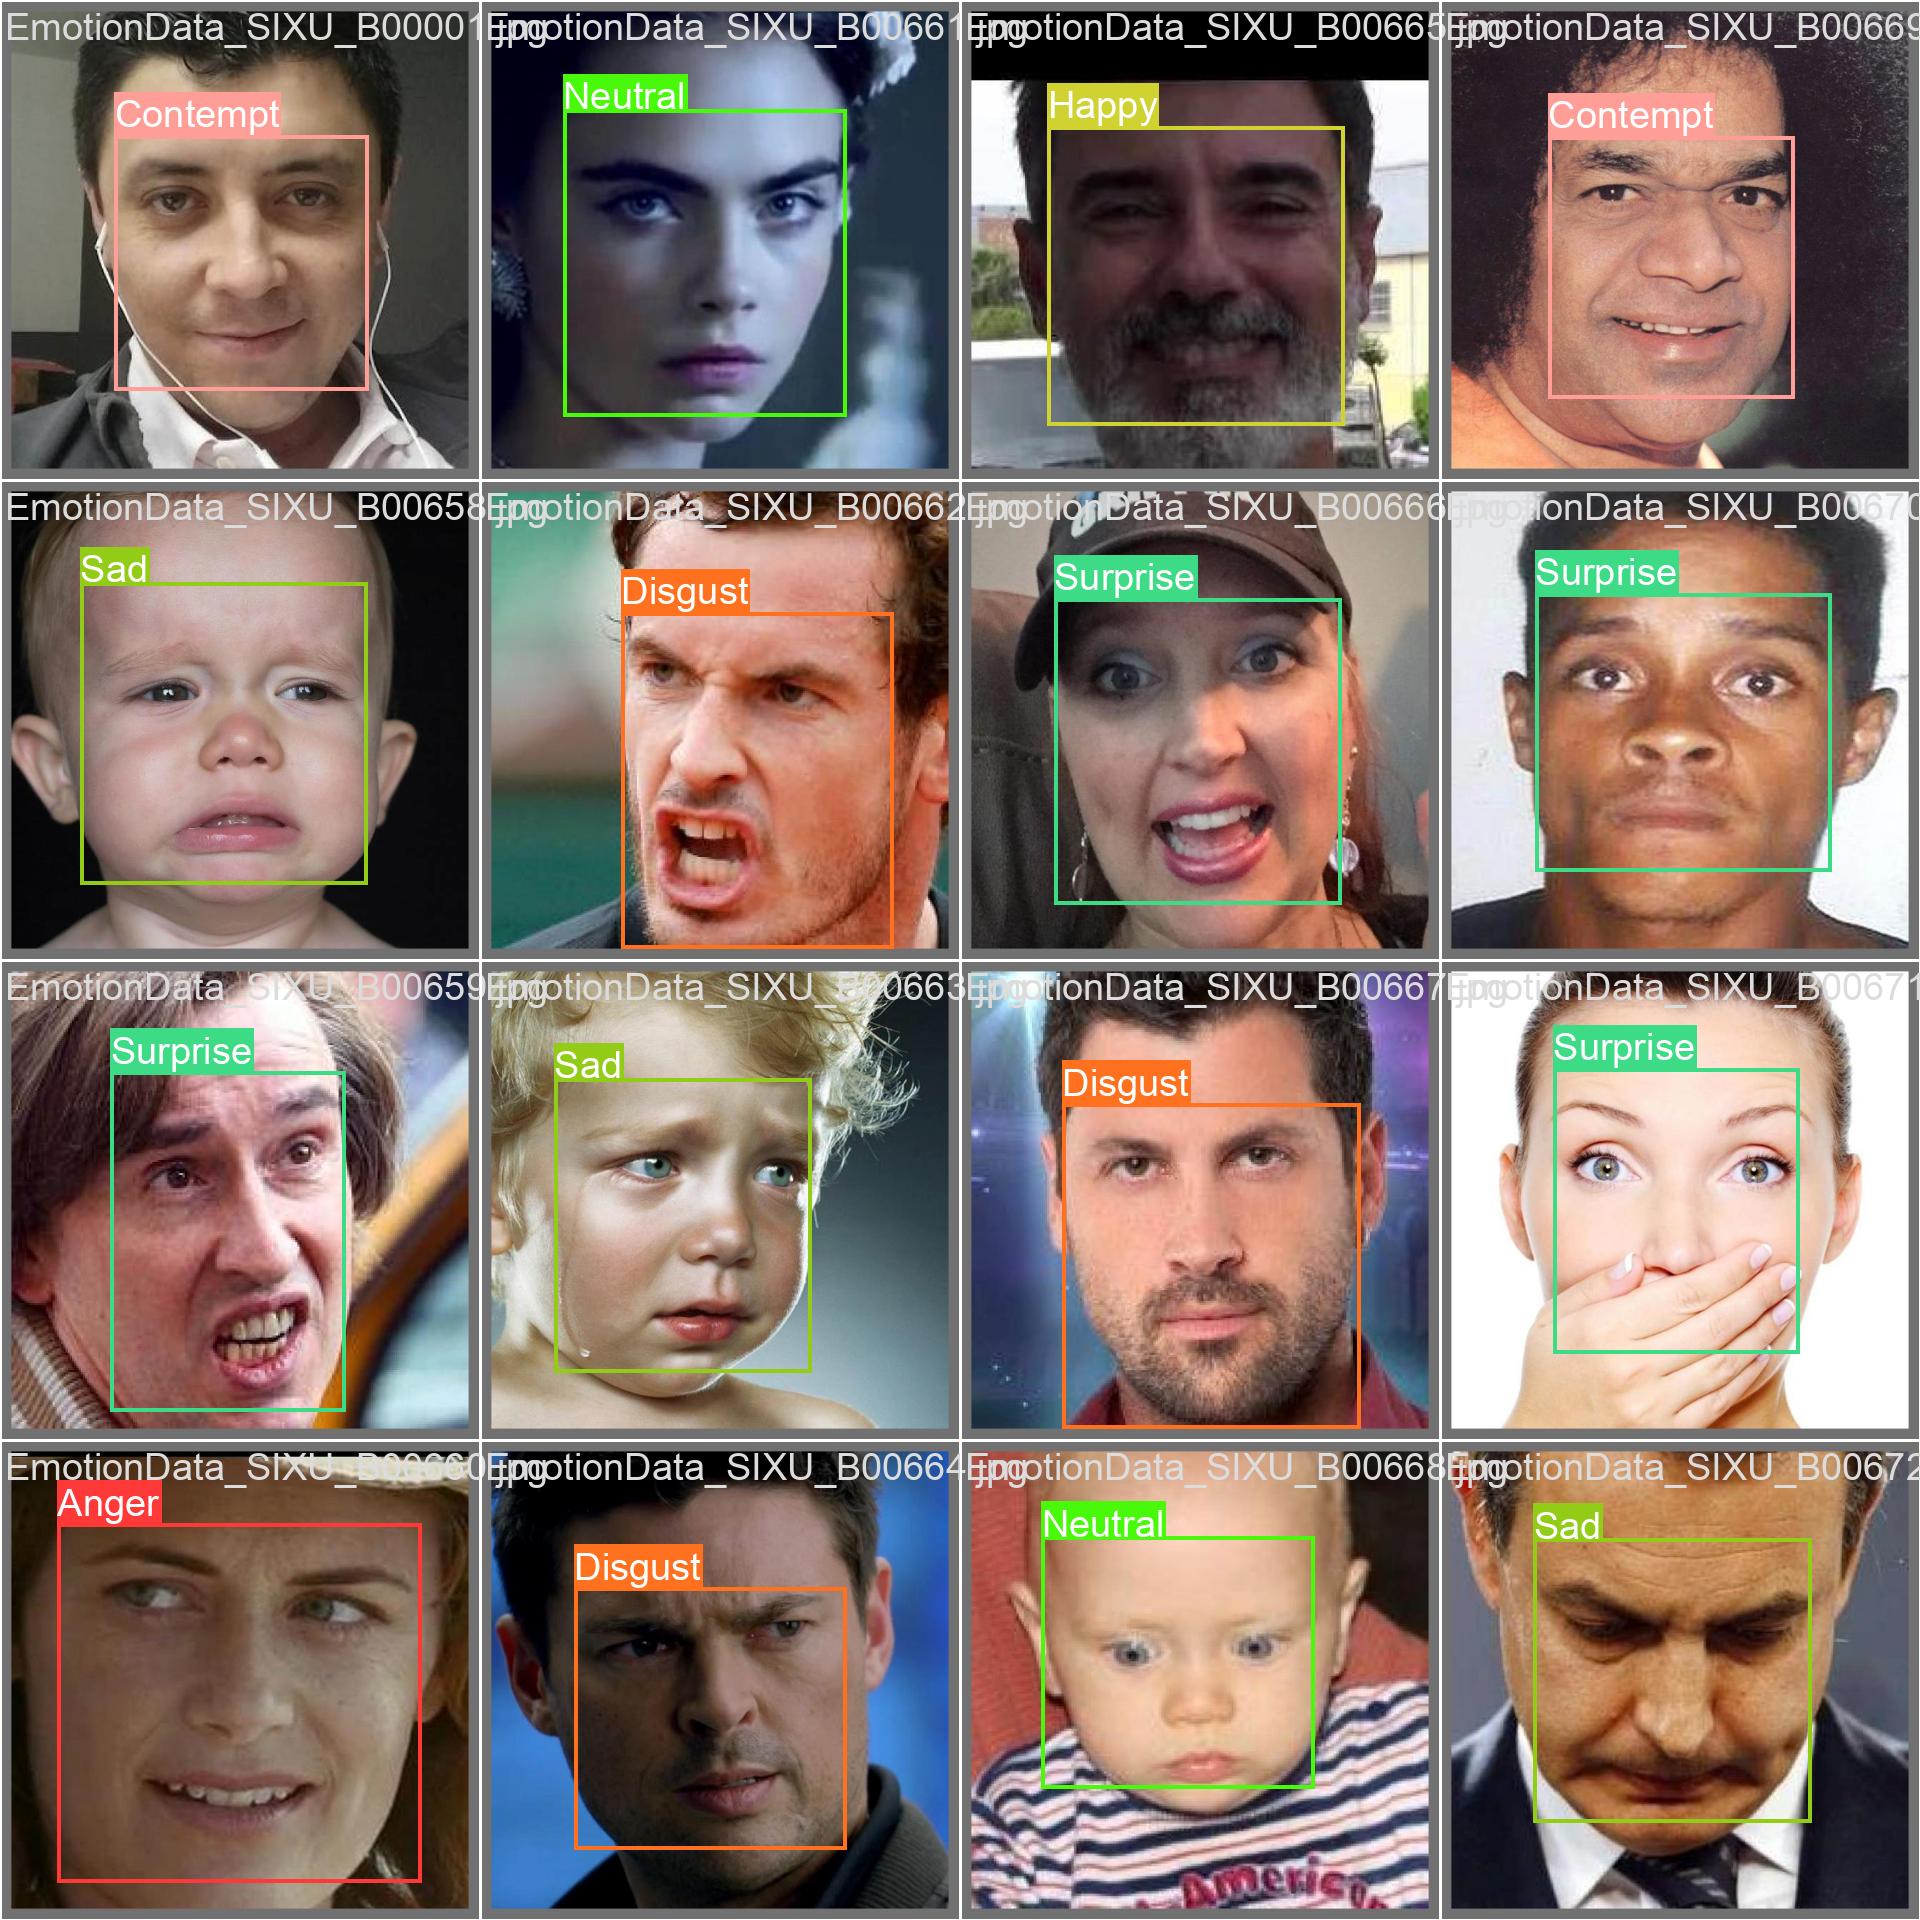 EmotionData_SIXU_B00001.jpg
EmotionData_SIXU_B00661.jpg
EmotionData_SIXU_B00665.jpg
EmotionData_SIXU_B00669
Contempt
Neutral
Happy
Contempt
EmotionData_SIXU_B00658.jpg
EmotionData_SIXU_B00662.jpg
EmotionData_SIXU_B00666.jpg
EmotionData_SIXU_B00670
Sad
Disgust
Surprise
Surprise
EmotionData_SIXU_B00659.jpg
EmotionData_SIXU_B00663.jpg
EmotionData_SIXU_B00667.jpg
EmotionData_SIXU_B00671
Surprise
Sad
Disgust
Surprise
EmotionData_SIXU_B00660.jpg
EmotionData_SIXU_B00664.jpg
EmotionData_SIXU_B00668.jpg
EmotionData_SIXU_B00672
Anger
Disgust
Neutral
Sad